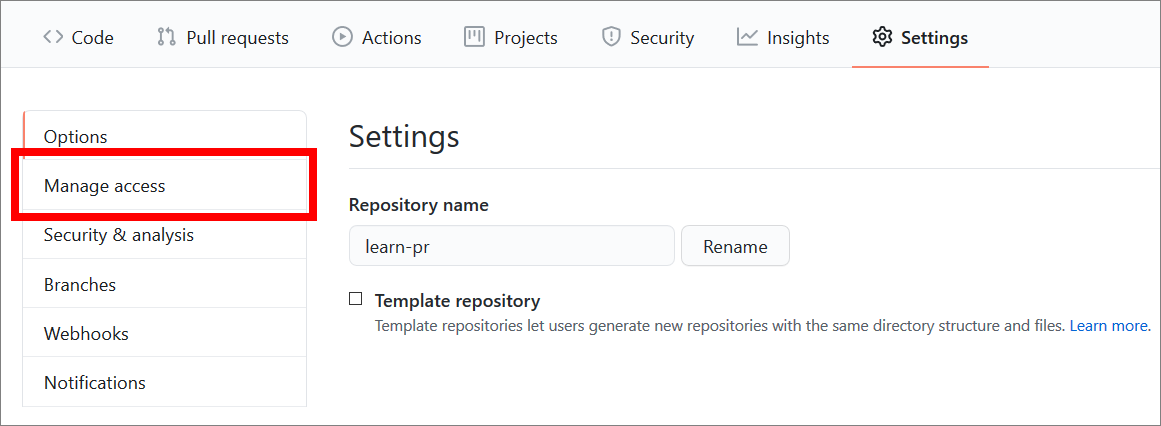 Code Pull requests Actions Projects Security Insights Settings
Options
Manage access
Security & analysis
Branches
Webhooks
Notifications
Settings
Repository name
learn-pr Rename
Template repository
Template repositories let users generate new repositories with the same directory structure and files. Learn more.